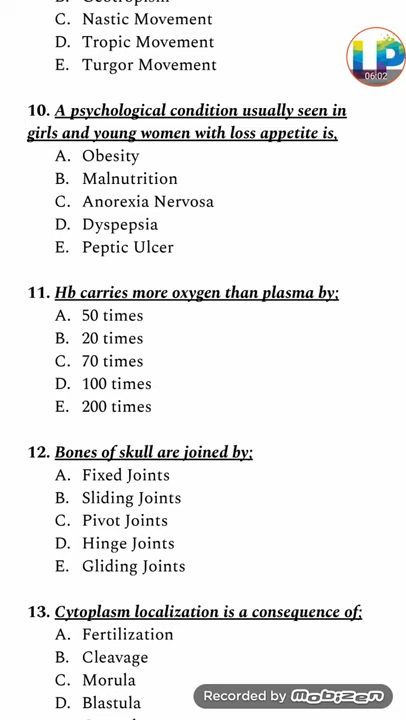 C. Nastic Movement
D. Tropic Movement
E. Turgor Movement
LP
06:02
10. A psychological condition usually seen in
girls and young women with loss appetite is,
A. Obesity
B. Malnutrition
C. Anorexia Nervosa
D. Dyspepsia
E. Peptic Ulcer
11. Hb carries more oxygen than plasma by;
A. 50 times
B. 20 times
C. 70 times
D. 100 times
E. 200 times
12. Bones of skull are joined by;
A. Fixed Joints
B. Sliding Joints
C. Pivot Joints
D. Hinge Joints
E. Gliding Joints
13. Cytoplasm localization is a consequence of;
A. Fertilization
B. Cleavage
C. Morula
D. Blastula
Recorded by mobizen